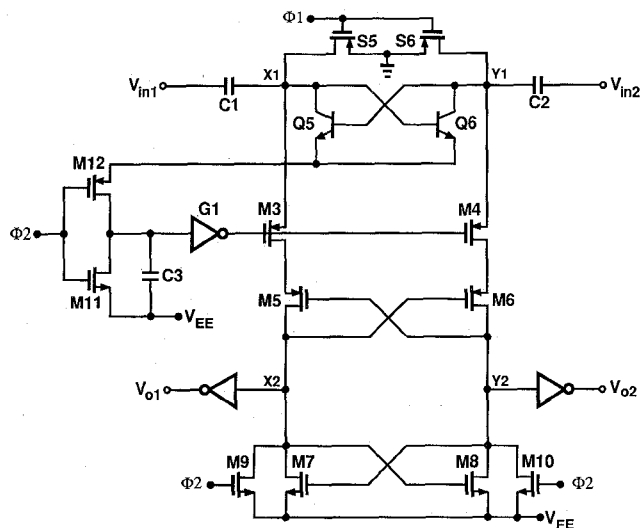 Φ1
S5
S6
X1
Y1
Vin1
C1
C2
Vin2
Q5
Q6
M12
G1
M3
M4
Φ2
C3
M11
M5
M6
VEE
Vo1
X2
Y2
Vo2
M9
M7
M8
M10
Φ2
Φ2
VEE